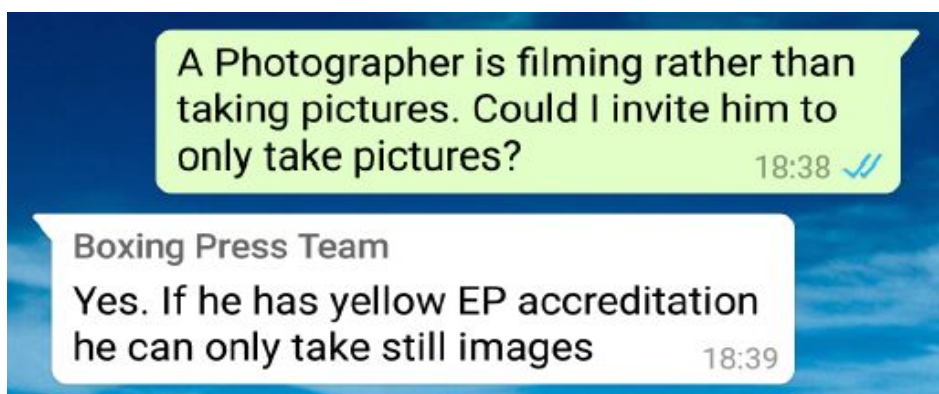 A Photographer is filming rather than
taking pictures. Could I invite him to
only take pictures?
18:38
Boxing Press Team
Yes. If he has yellow EP accreditation
he can only take still images
18:39